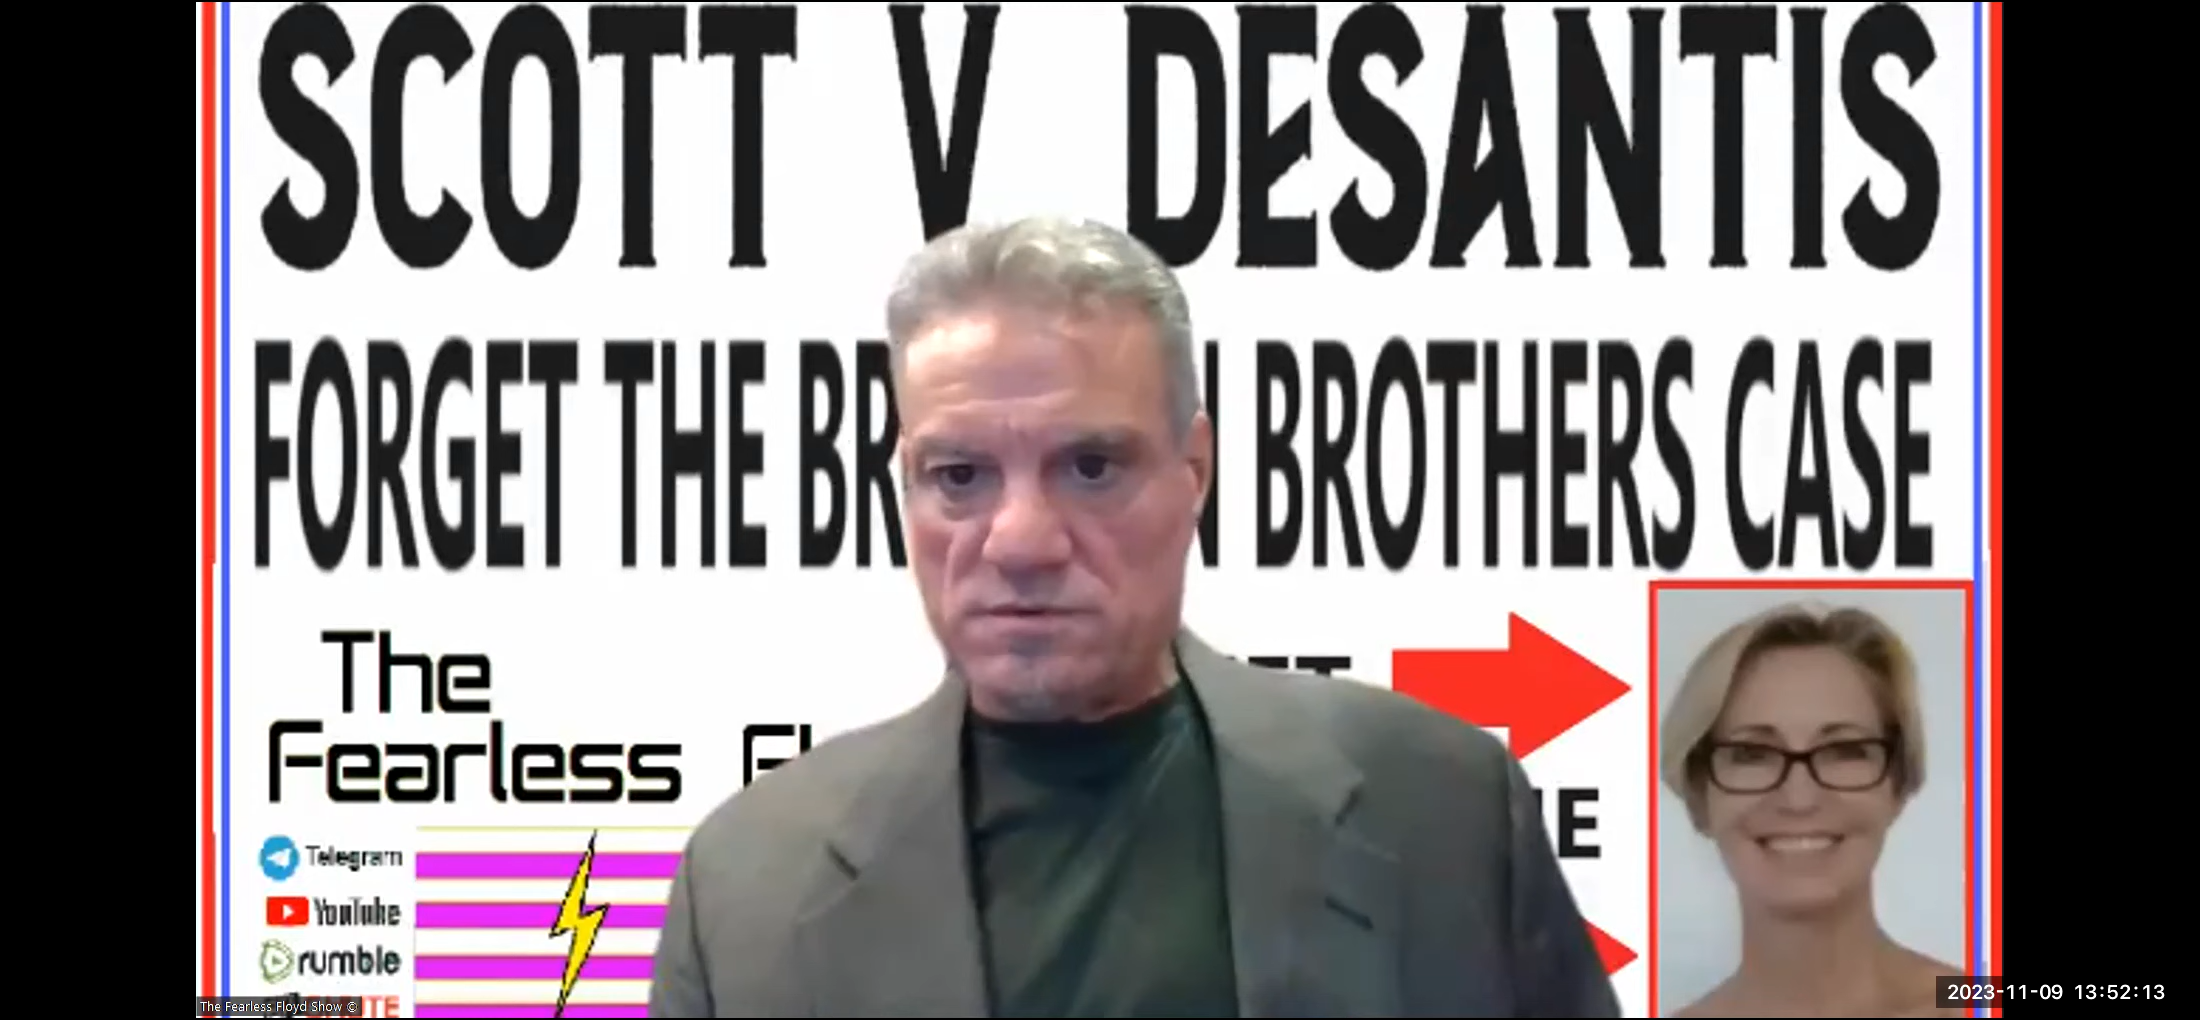 SCOTT V DESANTIS
FORGET THE BR N BROTHERS CASE
The
Fearless
Telegram
YouTube
rumble
The Fearless Floyd Show ©
2023-11-09 13:52:13